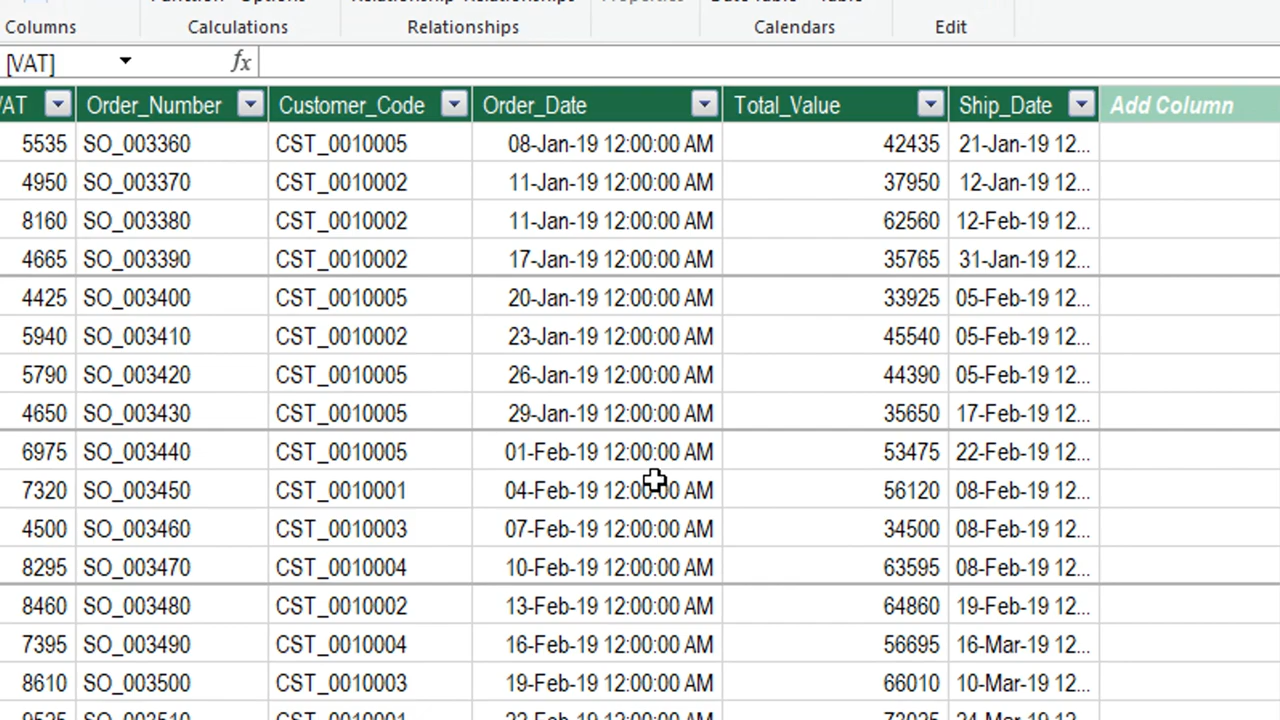 Columns Calculations Relationships Calendars Edit
[VAT] fx
Order_Number Customer_Code Order_Date Total_Value Ship_Date Add Column
5535 SO_003360 CST_0010005 08-Jan-19 12:00:00 AM 42435 21-Jan-19 12...
4950 SO_003370 CST_0010002 11-Jan-19 12:00:00 AM 37950 12-Jan-19 12...
8160 SO_003380 CST_0010002 11-Jan-19 12:00:00 AM 62560 12-Feb-19 12...
4665 SO_003390 CST_0010002 17-Jan-19 12:00:00 AM 35765 31-Jan-19 12...
4425 SO_003400 CST_0010005 20-Jan-19 12:00:00 AM 33925 05-Feb-19 12...
5940 SO_003410 CST_0010002 23-Jan-19 12:00:00 AM 45540 05-Feb-19 12...
5790 SO_003420 CST_0010005 26-Jan-19 12:00:00 AM 44390 05-Feb-19 12...
4650 SO_003430 CST_0010005 29-Jan-19 12:00:00 AM 35650 17-Feb-19 12...
6975 SO_003440 CST_0010005 01-Feb-19 12:00:00 AM 53475 22-Feb-19 12...
7320 SO_003450 CST_0010001 04-Feb-19 12:00:00 AM 56120 08-Feb-19 12...
4500 SO_003460 CST_0010003 07-Feb-19 12:00:00 AM 34500 08-Feb-19 12...
8295 SO_003470 CST_0010004 10-Feb-19 12:00:00 AM 63595 08-Feb-19 12...
8460 SO_003480 CST_0010002 13-Feb-19 12:00:00 AM 64860 19-Feb-19 12...
7395 SO_003490 CST_0010004 16-Feb-19 12:00:00 AM 56695 16-Mar-19 12...
8610 SO_003500 CST_0010003 19-Feb-19 12:00:00 AM 66010 10-Mar-19 12...